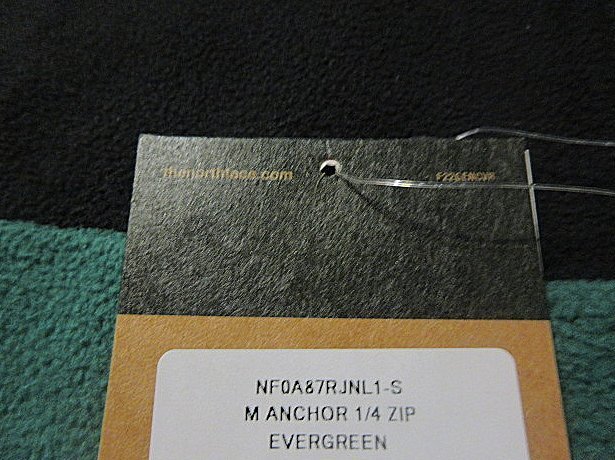 thenorthface.com
NF0A87RJNL1-S
M ANCHOR 1/4 ZIP
EVERGREEN